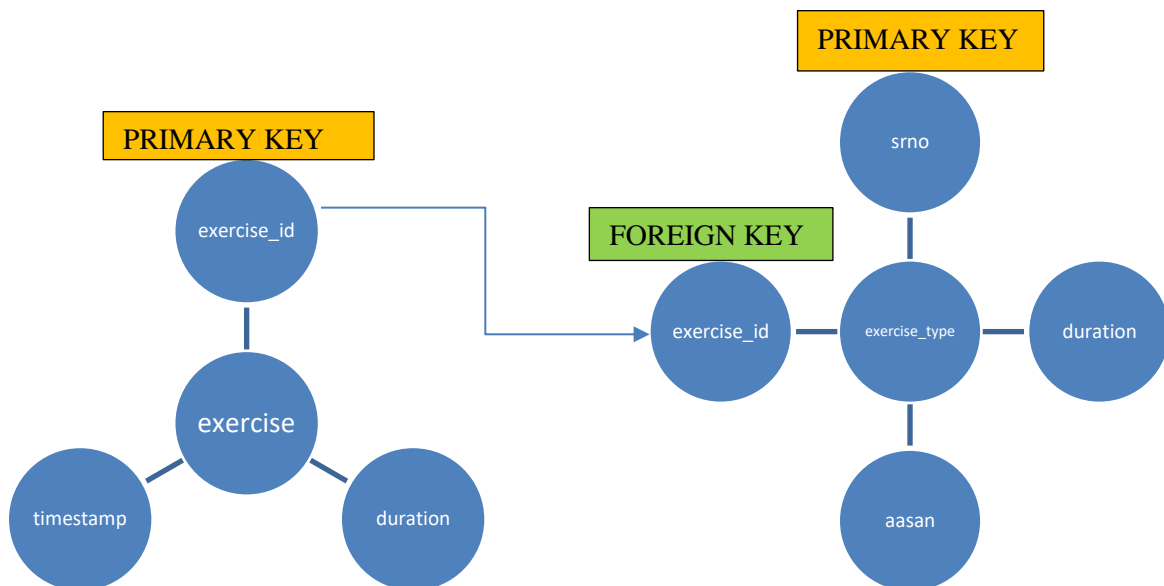 PRIMARY KEY
srno
PRIMARY KEY
exercise_id
FOREIGN KEY
exercise_id
exercise_type
duration
exercise
timestamp
duration
aasan